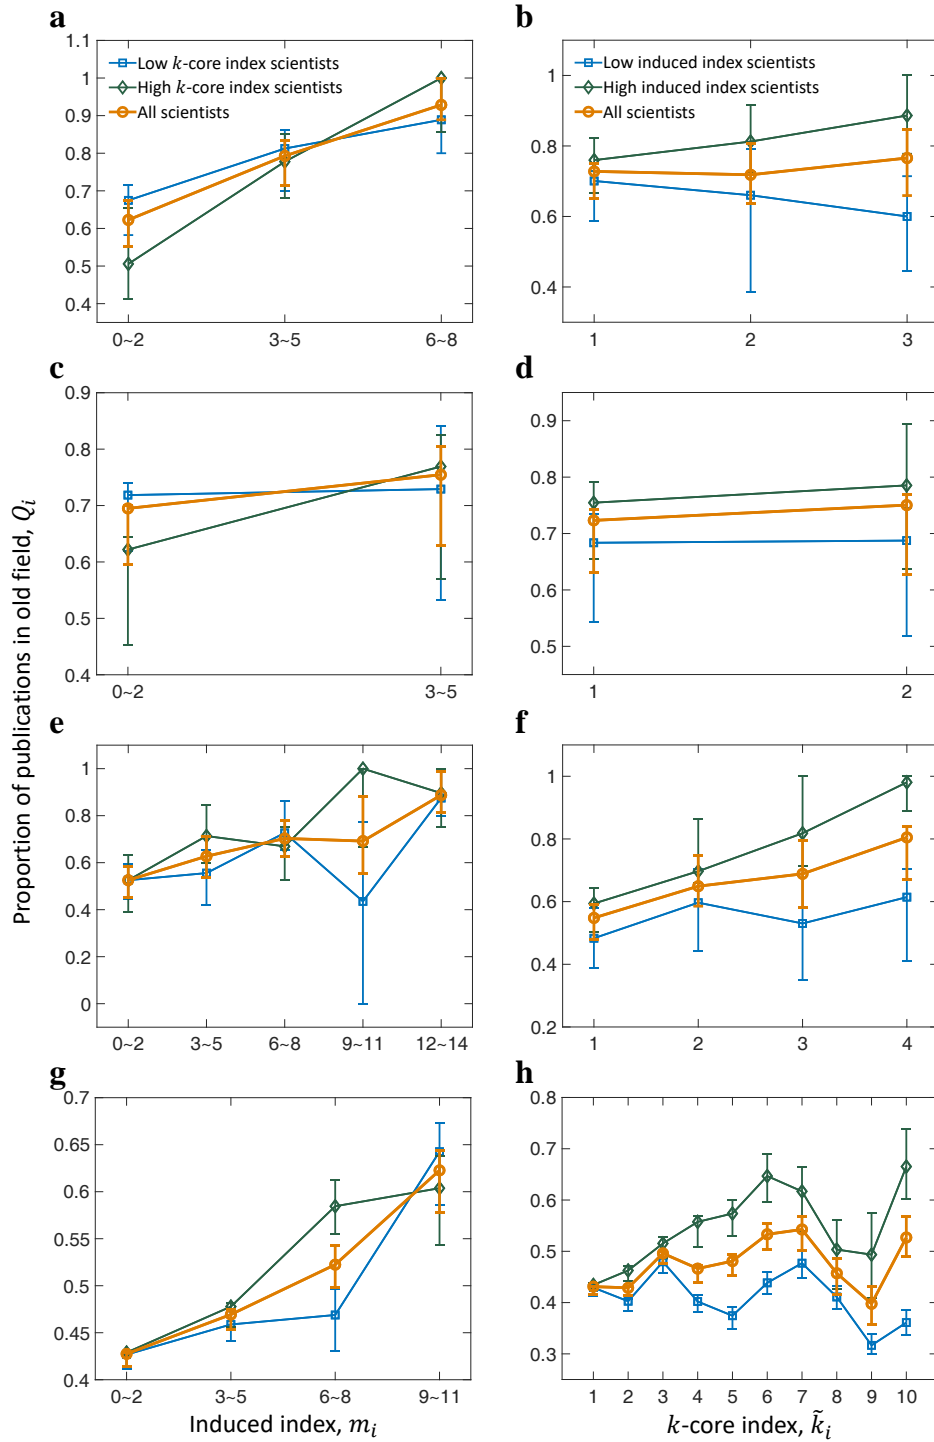 a
1.1
1
0.9
0.8
0.7
0.6
0.5
0.4
Low k-core index scientists
High k-core index scientists
All scientists
0~2 3~5 6~8
b
1
0.8
0.6
0.4
Low induced index scientists
High induced index scientists
All scientists
1 2 3
c
0.9
0.8
0.7
0.6
0.5
0.4
0~2 3~5
d
0.9
0.8
0.7
0.6
0.5
1 2
Proportion of publications in old field, Qᵢ
e
1
0.8
0.6
0.4
0.2
0
0~2 3~5 6~8 9~11 12~14
f
1
0.8
0.6
0.4
0.2
1 2 3 4
g
0.7
0.65
0.6
0.55
0.5
0.45
0.4
0~2 3~5 6~8 9~11
Induced index, mᵢ
h
0.8
0.7
0.6
0.5
0.4
0.3
1 2 3 4 5 6 7 8 9 10
k-core index, k̃ᵢ